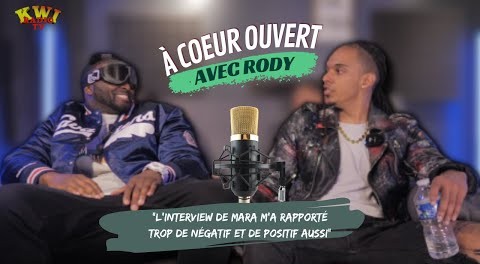 KWI
À COEUR OUVERT
AVEC RODY
"L'INTERVIEW DE MARA M'A RAPPORTÉ
TROP DE NÉGATIF ET DE POSITIF AUSSI"